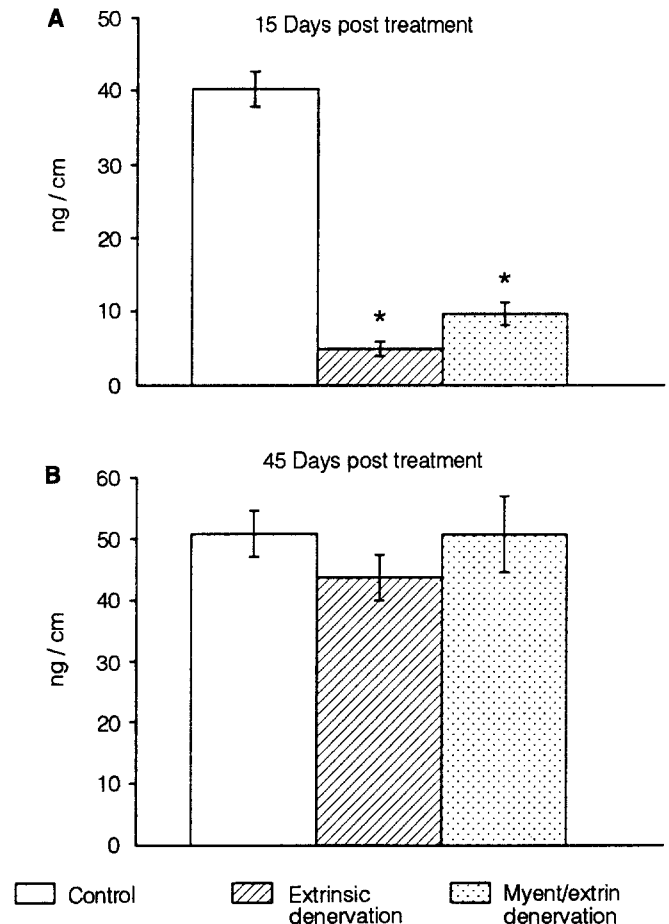 A
15 Days post treatment
50
40
30
20
10
0
ng / cm
*
*
B
45 Days post treatment
60
50
40
30
20
10
0
ng / cm
Control
Extrinsic
denervation
Myent/extrin
denervation